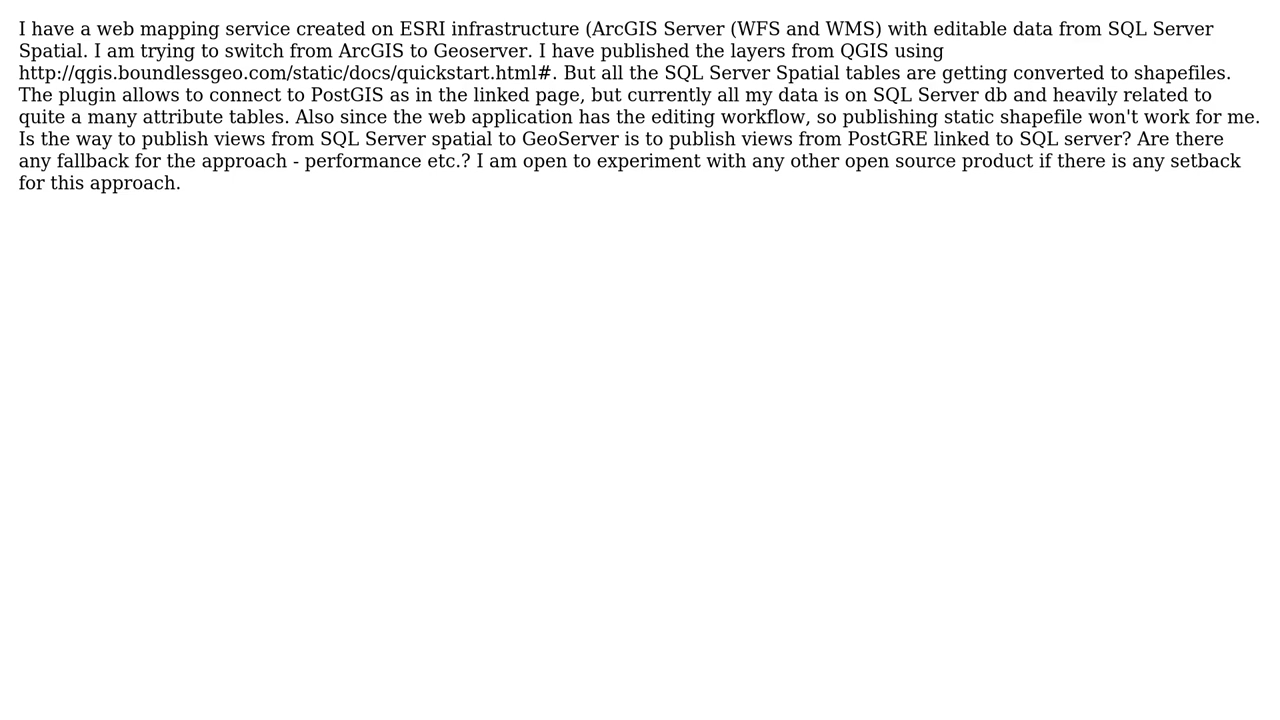 I have a web mapping service created on ESRI infrastructure (ArcGIS Server (WFS and WMS) with editable data from SQL Server
Spatial. I am trying to switch from ArcGIS to Geoserver. I have published the layers from QGIS using
http://qgis.boundlessgeo.com/static/docs/quickstart.html#. But all the SQL Server Spatial tables are getting converted to shapefiles.
The plugin allows to connect to PostGIS as in the linked page, but currently all my data is on SQL Server db and heavily related to
quite a many attribute tables. Also since the web application has the editing workflow, so publishing static shapefile won't work for me.
Is the way to publish views from SQL Server spatial to GeoServer is to publish views from PostGRE linked to SQL server? Are there
any fallback for the approach - performance etc.? I am open to experiment with any other open source product if there is any setback
for this approach.